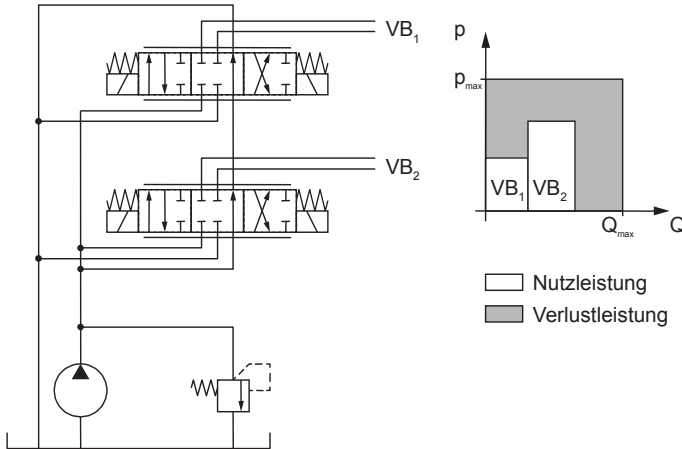 VB1
VB2
p
pmax
VB1 VB2
Qmax
Q
Nutzleistung
Verlustleistung